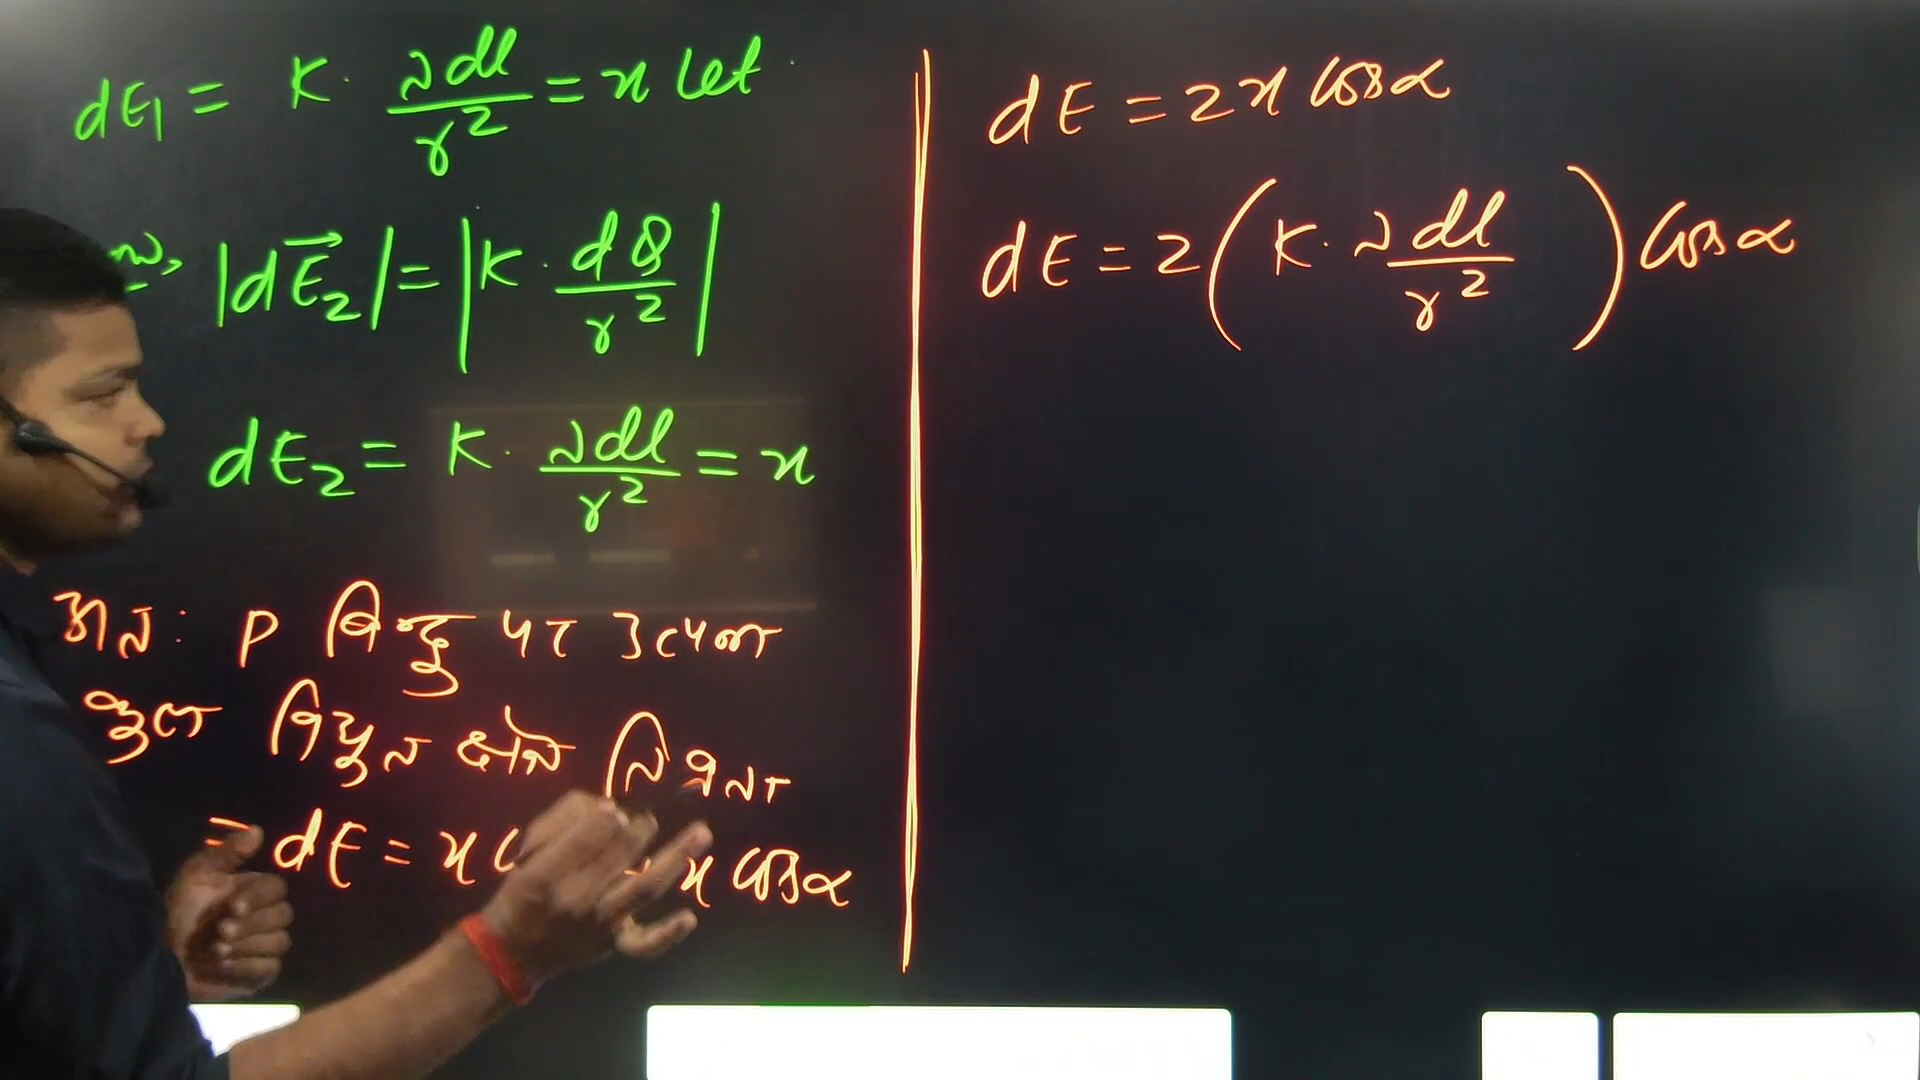 dE₁ = K · λdl/r² = x let
|dE⃗₂| = |K · dQ/r²|
dE₂ = K · λdl/r² = x
अतः P बिन्दु पर उत्पन्न
कुल विद्युत क्षेत्र तिव्रता
= dE = x x cosα
dE = 2x cosα
dE = 2(K · λdl/r²) cosα